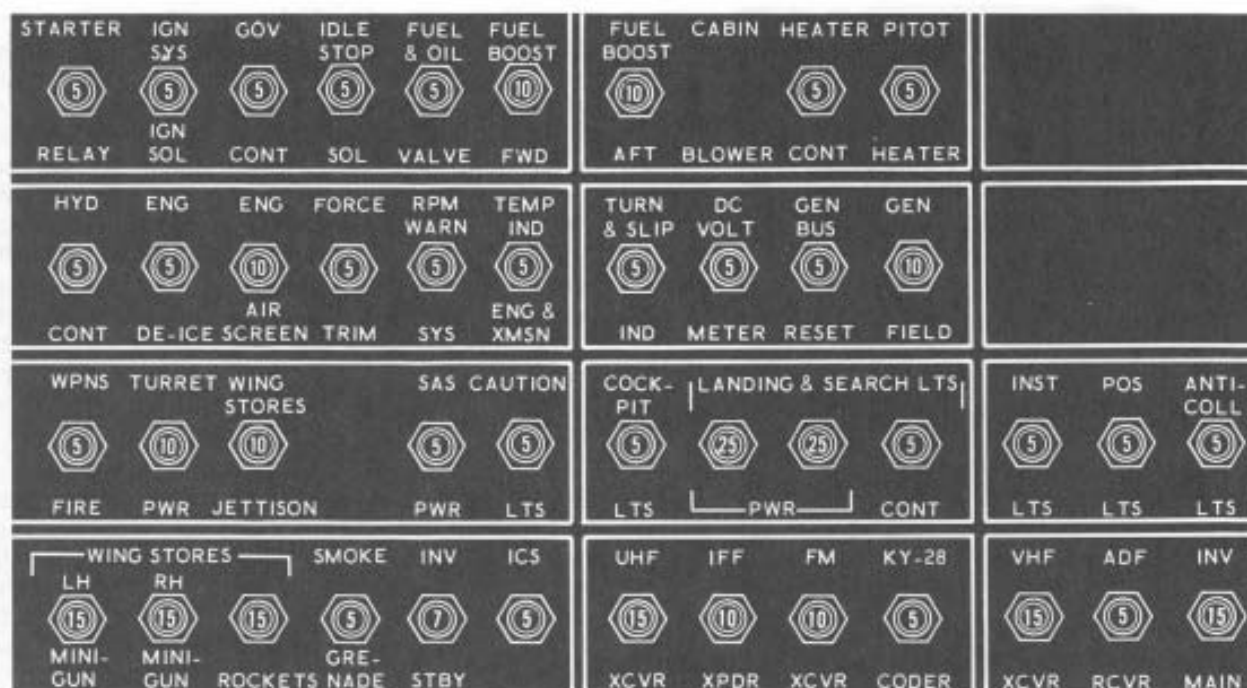 STARTER IGN GOV IDLE FUEL FUEL
SYS STOP & OIL BOOST
5 5 5 5 5 10
IGN
RELAY SOL CONT SOL VALVE FWD
FUEL CABIN HEATER PITOT
BOOST
10 5 5
AFT BLOWER CONT HEATER
HYD ENG ENG FORCE RPM TEMP
WARN IND
5 5 10 5 5 5
AIR ENG &
CONT DE-ICE SCREEN TRIM SYS XMSN
TURN DC GEN GEN
& SLIP VOLT BUS
5 5 5 10
IND METER RESET FIELD
WPNS TURRET WING SAS CAUTION
STORES
5 10 10 5 5
FIRE PWR JETTISON PWR LTS
COCK- LANDING & SEARCH LTS
PIT
5 25 25 5
LTS PWR CONT
INST POS ANTI-
COLL
5 5 5
LTS LTS LTS
WING STORES SMOKE INV ICS
LH RH
15 15 15 5 7 5
MINI- MINI- GRE-
GUN GUN ROCKETS NADE STBY
UHF IFF FM KY-28
15 10 10 5
XCVR XPDR XCVR CODER
VHF ADF INV
15 5 15
XCVR RCVR MAIN